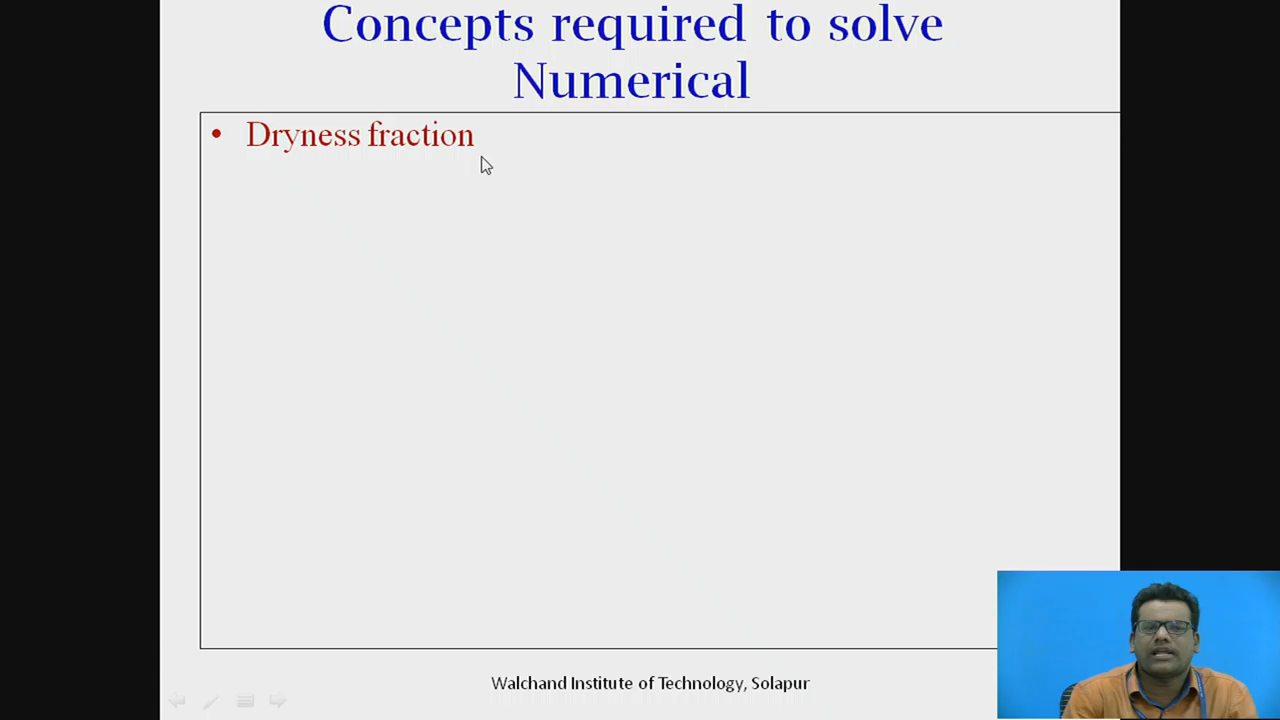 Concepts required to solve
Numerical
• Dryness fraction
Walchand Institute of Technology, Solapur